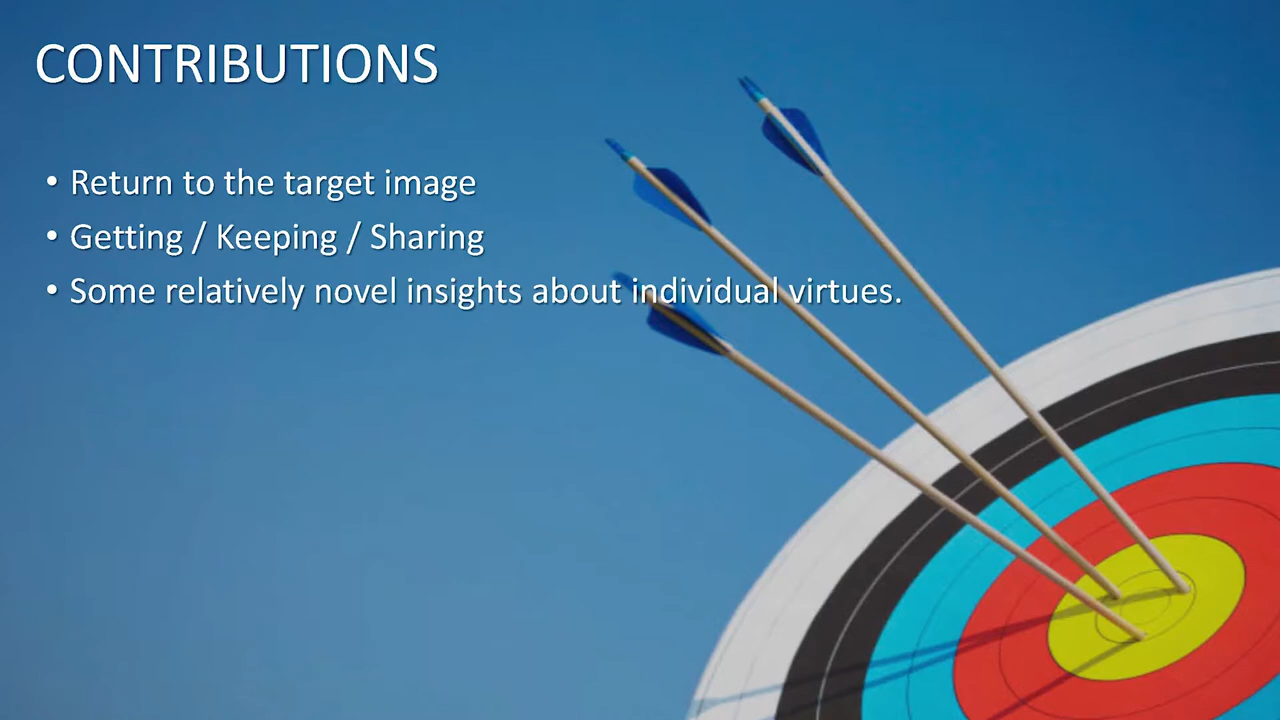 CONTRIBUTIONS
• Return to the target image
• Getting / Keeping / Sharing
• Some relatively novel insights about individual virtues.